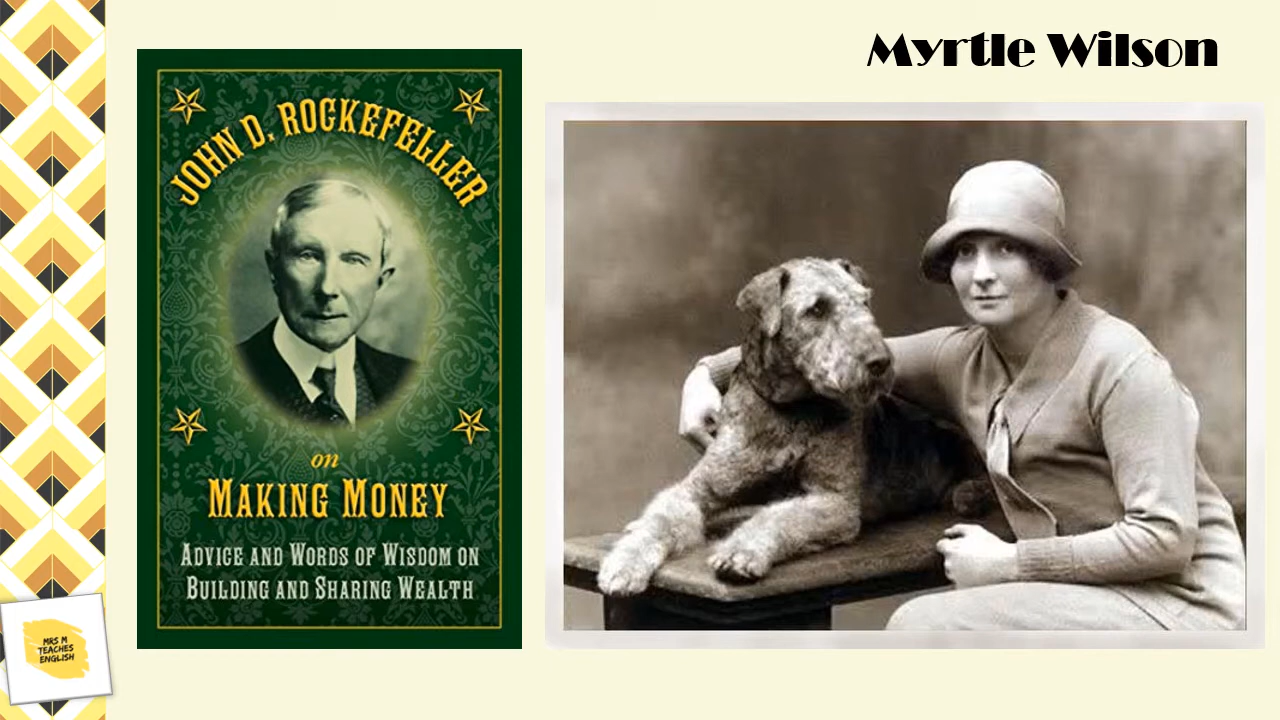 Myrtle Wilson
JOHN D. ROCKEFELLER
on
MAKING MONEY
ADVICE AND WORDS OF WISDOM ON
BUILDING AND SHARING WEALTH
MRS M
TEACHES
ENGLISH